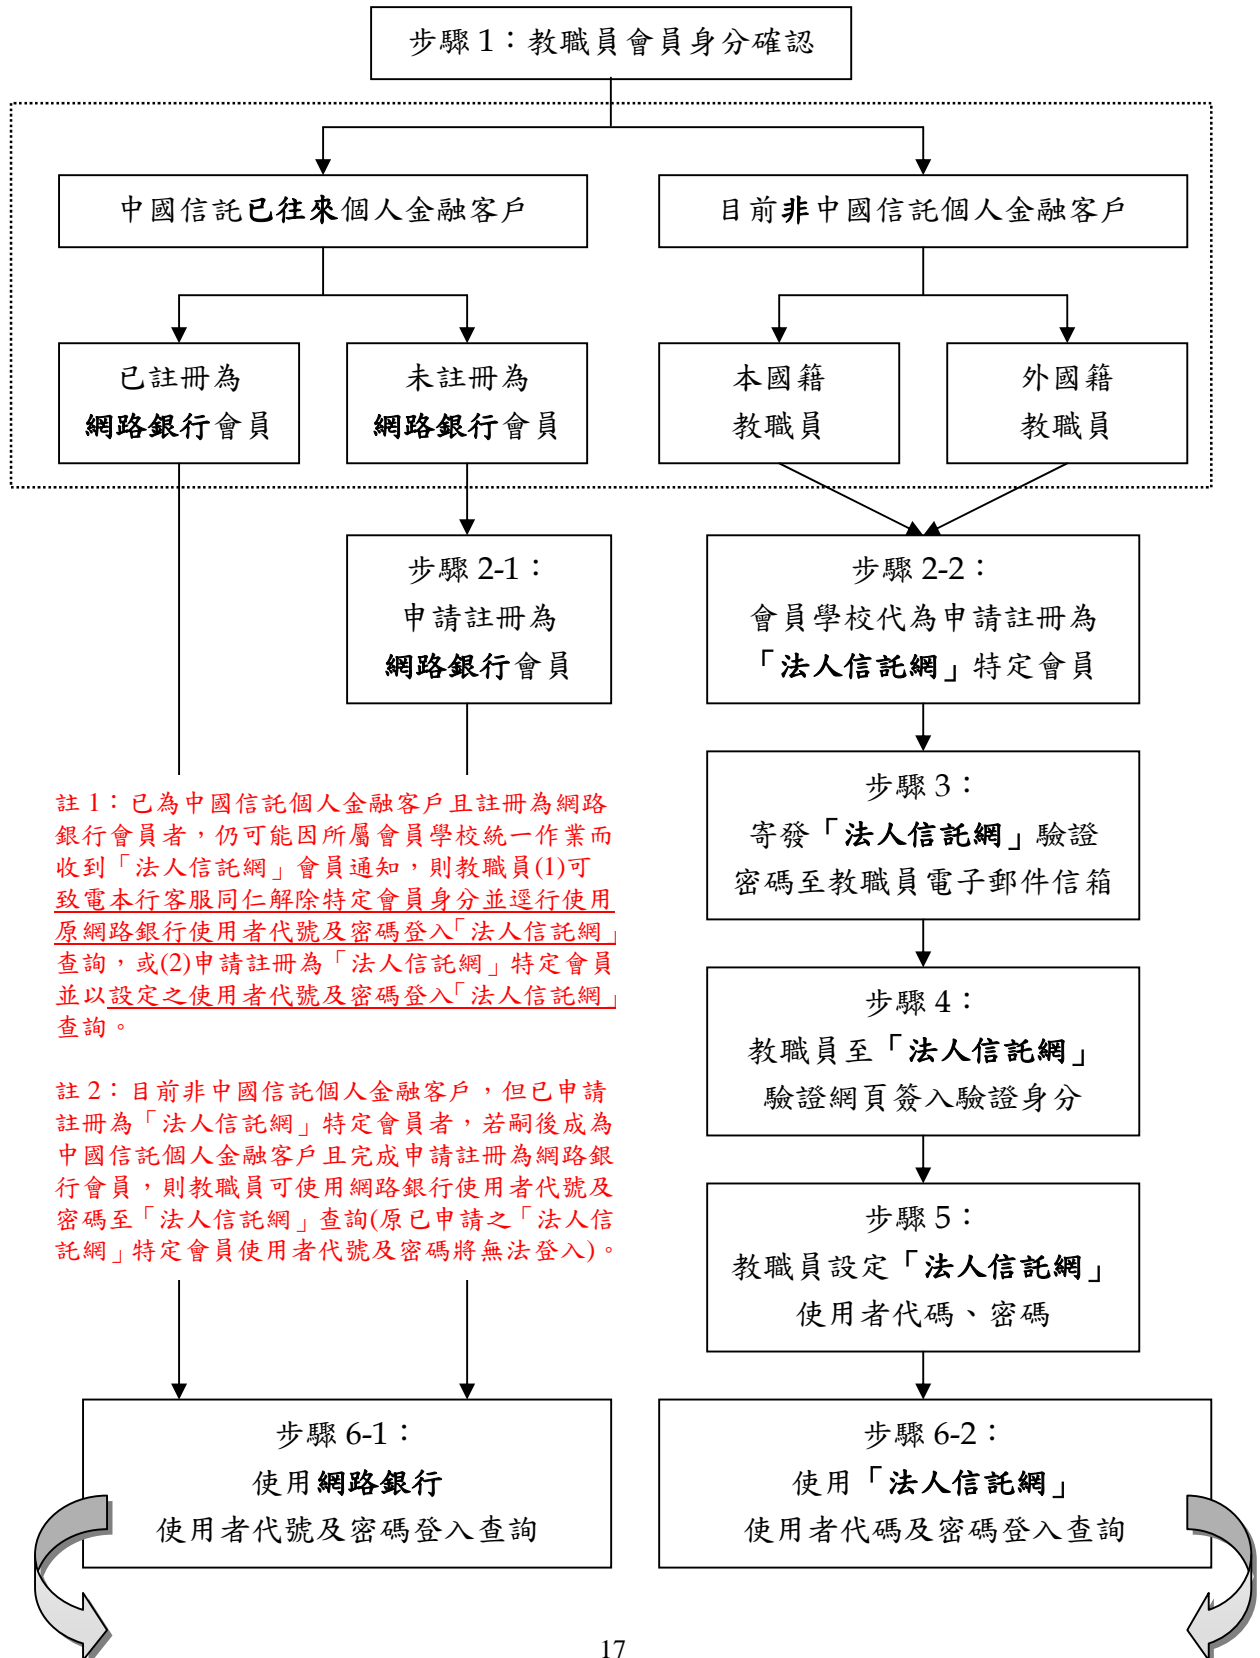 步驟 1：教職員會員身分確認
中國信託已往來個人金融客戶
目前非中國信託個人金融客戶
已註冊為
網路銀行會員
未註冊為
網路銀行會員
本國籍
教職員
外國籍
教職員
步驟 2-1：
申請註冊為
網路銀行會員
步驟 2-2：
會員學校代為申請註冊為
「法人信託網」特定會員
步驟 3：
寄發「法人信託網」驗證
密碼至教職員電子郵件信箱
步驟 4：
教職員至「法人信託網」
驗證網頁簽入驗證身分
步驟 5：
教職員設定「法人信託網」
使用者代碼、密碼
註 1：已為中國信託個人金融客戶且註冊為網路
銀行會員者，仍可能因所屬會員學校統一作業而
收到「法人信託網」會員通知，則教職員(1)可
致電本行客服同仁解除特定會員身分並逕行使用
原網路銀行使用者代號及密碼登入「法人信託網」
查詢，或(2)申請註冊為「法人信託網」特定會員
並以設定之使用者代號及密碼登入「法人信託網」
查詢。
註 2：目前非中國信託個人金融客戶，但已申請
註冊為「法人信託網」特定會員者，若嗣後成為
中國信託個人金融客戶且完成申請註冊為網路銀
行會員，則教職員可使用網路銀行使用者代號及
密碼至「法人信託網」查詢(原已申請之「法人信
託網」特定會員使用者代號及密碼將無法登入)。
步驟 6-1：
使用網路銀行
使用者代號及密碼登入查詢
步驟 6-2：
使用「法人信託網」
使用者代碼及密碼登入查詢
17